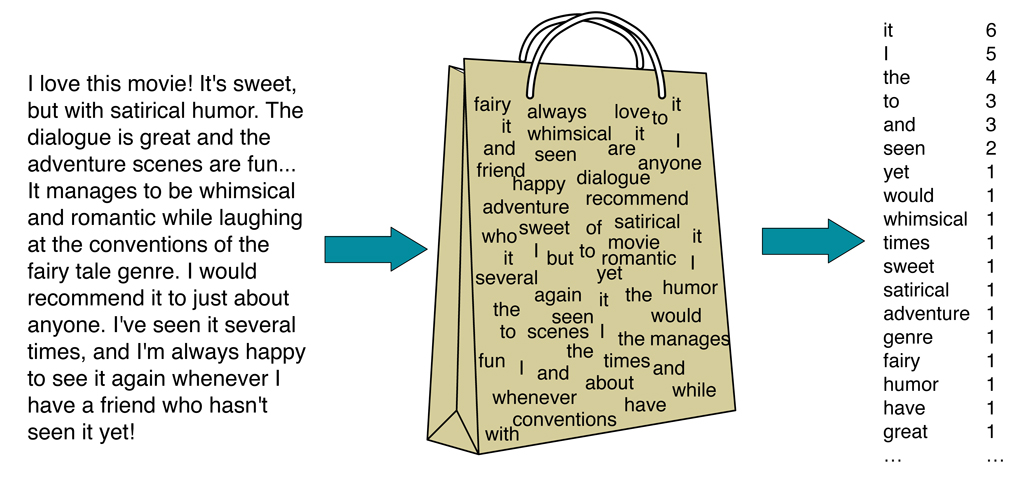 I love this movie! It's sweet,
but with satirical humor. The
dialogue is great and the
adventure scenes are fun...
It manages to be whimsical
and romantic while laughing
at the conventions of the
fairy tale genre. I would
recommend it to just about
anyone. I've seen it several
times, and I'm always happy
to see it again whenever I
have a friend who hasn't
seen it yet!
fairy always love to it
it whimsical it I
and seen are anyone
friend happy dialogue
adventure recommend
who sweet of satirical
it I but to movie it
romantic I
several yet
again it the humor
the seen would
to scenes I the manages
the
fun I and times and
whenever about while
have
conventions
with
it 6
I 5
the 4
to 3
and 3
seen 2
yet 1
would 1
whimsical 1
times 1
sweet 1
satirical 1
adventure 1
genre 1
fairy 1
humor 1
have 1
great 1
… …